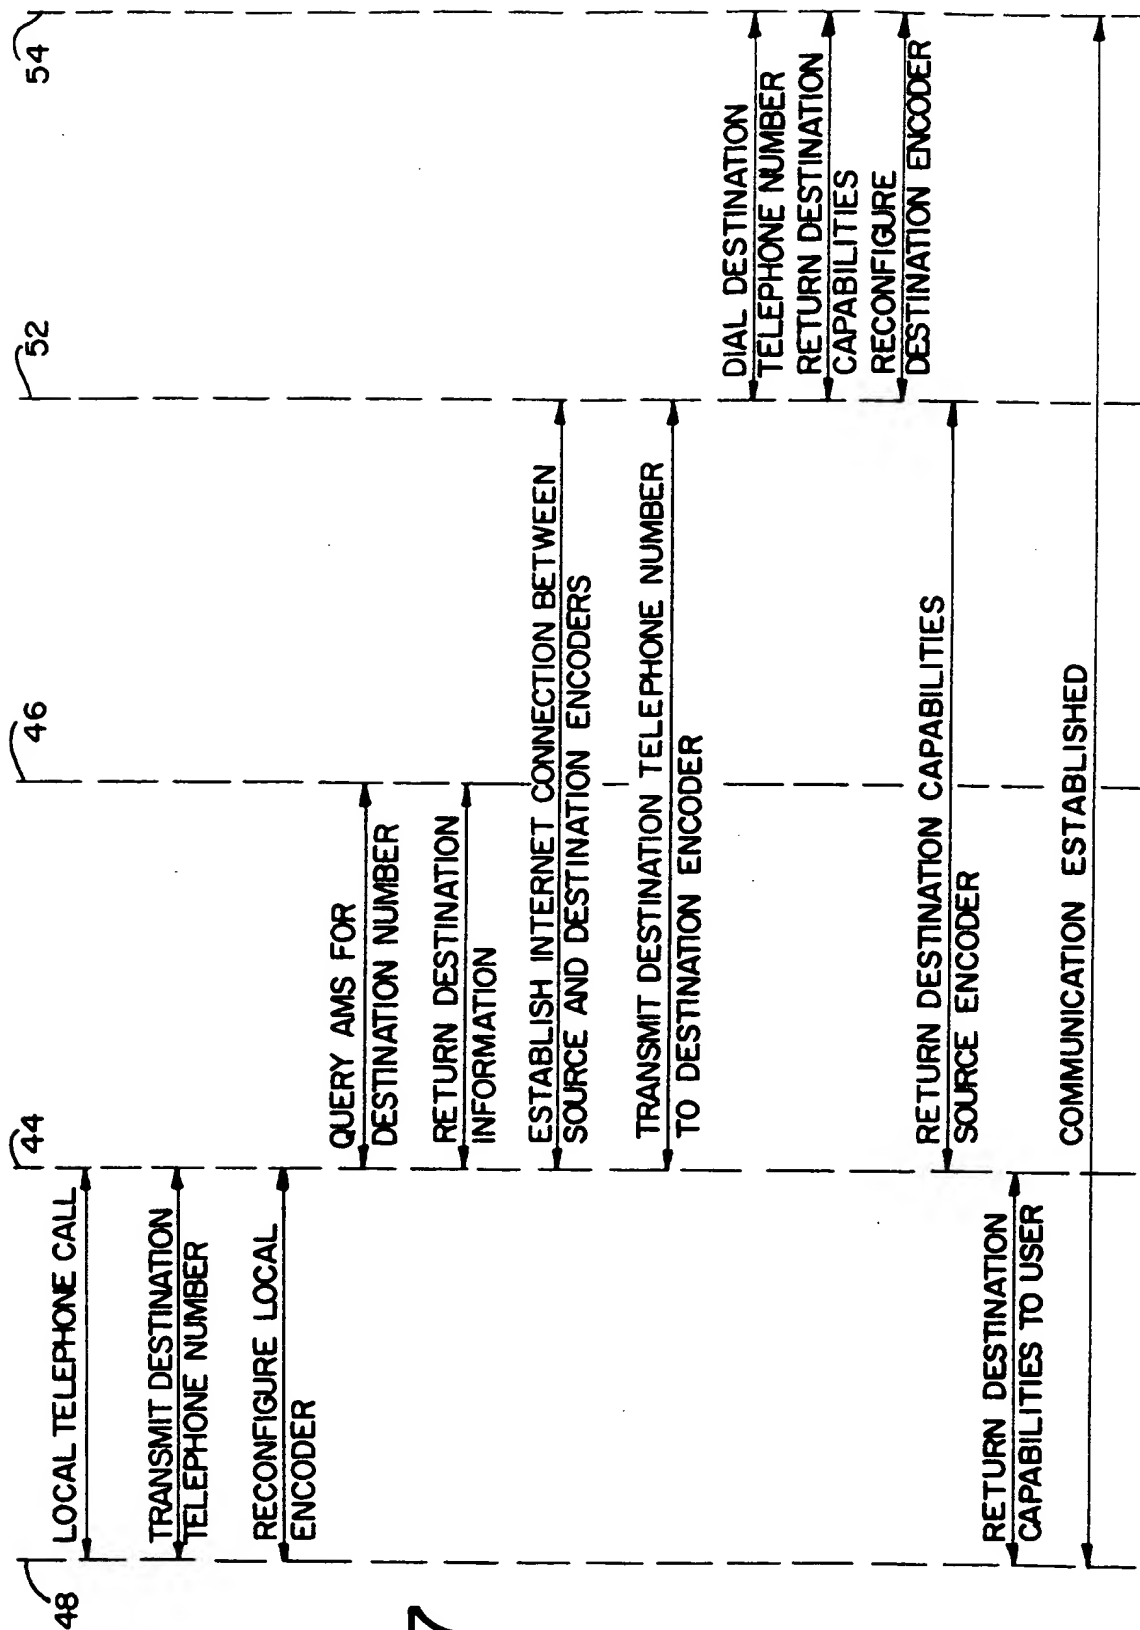 48
44
46
52
54
LOCAL TELEPHONE CALL
TRANSMIT DESTINATION
TELEPHONE NUMBER
RECONFIGURE LOCAL
ENCODER
QUERY AMS FOR
DESTINATION NUMBER
RETURN DESTINATION
INFORMATION
ESTABLISH INTERNET CONNECTION BETWEEN
SOURCE AND DESTINATION ENCODERS
TRANSMIT DESTINATION TELEPHONE NUMBER
TO DESTINATION ENCODER
DIAL DESTINATION
TELEPHONE NUMBER
RETURN DESTINATION
CAPABILITIES
RECONFIGURE
DESTINATION ENCODER
RETURN DESTINATION CAPABILITIES
SOURCE ENCODER
RETURN DESTINATION
CAPABILITIES TO USER
COMMUNICATION ESTABLISHED
7